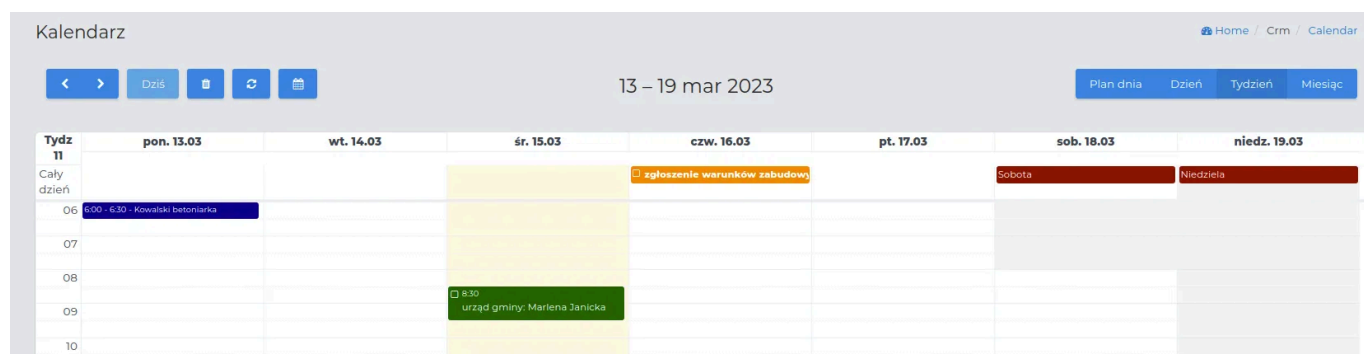 Kalendarz
Home / Crm / Calendar
Dziś
13 – 19 mar 2023
Plan dnia Dzień Tydzień Miesiąc
Tydz 11 pon. 13.03 wt. 14.03 śr. 15.03 czw. 16.03 pt. 17.03 sob. 18.03 niedz. 19.03
Cały dzień zgłoszenie warunków zabudowy Sobota Niedziela
06 6:00 - 6:30 - Kowalski betoniarka
07
08
8:30
urząd gminy: Marlena Janicka
09
10